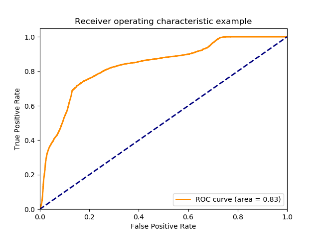 Receiver operating characteristic example
True Positive Rate
1.0
0.8
0.6
0.4
0.2
0.0
ROC curve (area = 0.83)
0.0 0.2 0.4 0.6 0.8 1.0
False Positive Rate